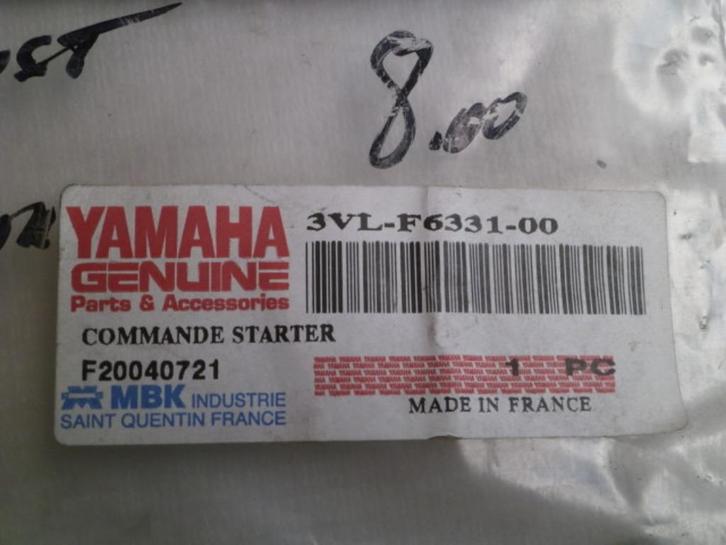 8.00
YAMAHA
GENUINE
Parts & Accessories
3VL-F6331-00
COMMANDE STARTER
F20040721
1 PC
MBK INDUSTRIE
SAINT QUENTIN FRANCE
MADE IN FRANCE